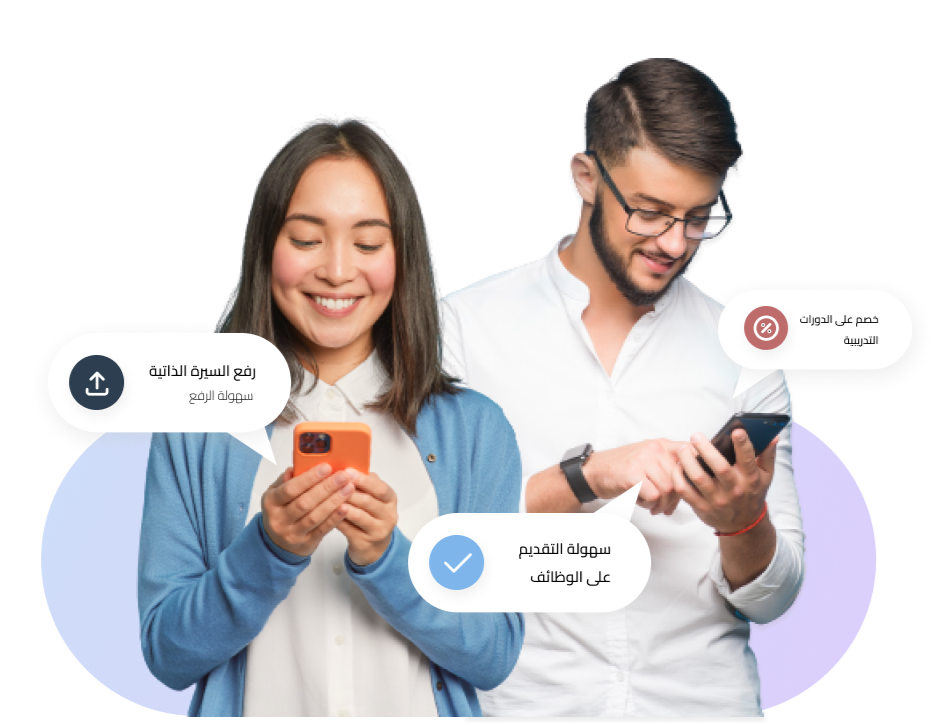 خصم على الدورات
التدريبية
رفع السيرة الذاتية
سهولة الرفع
سهولة التقديم
على الوظائف